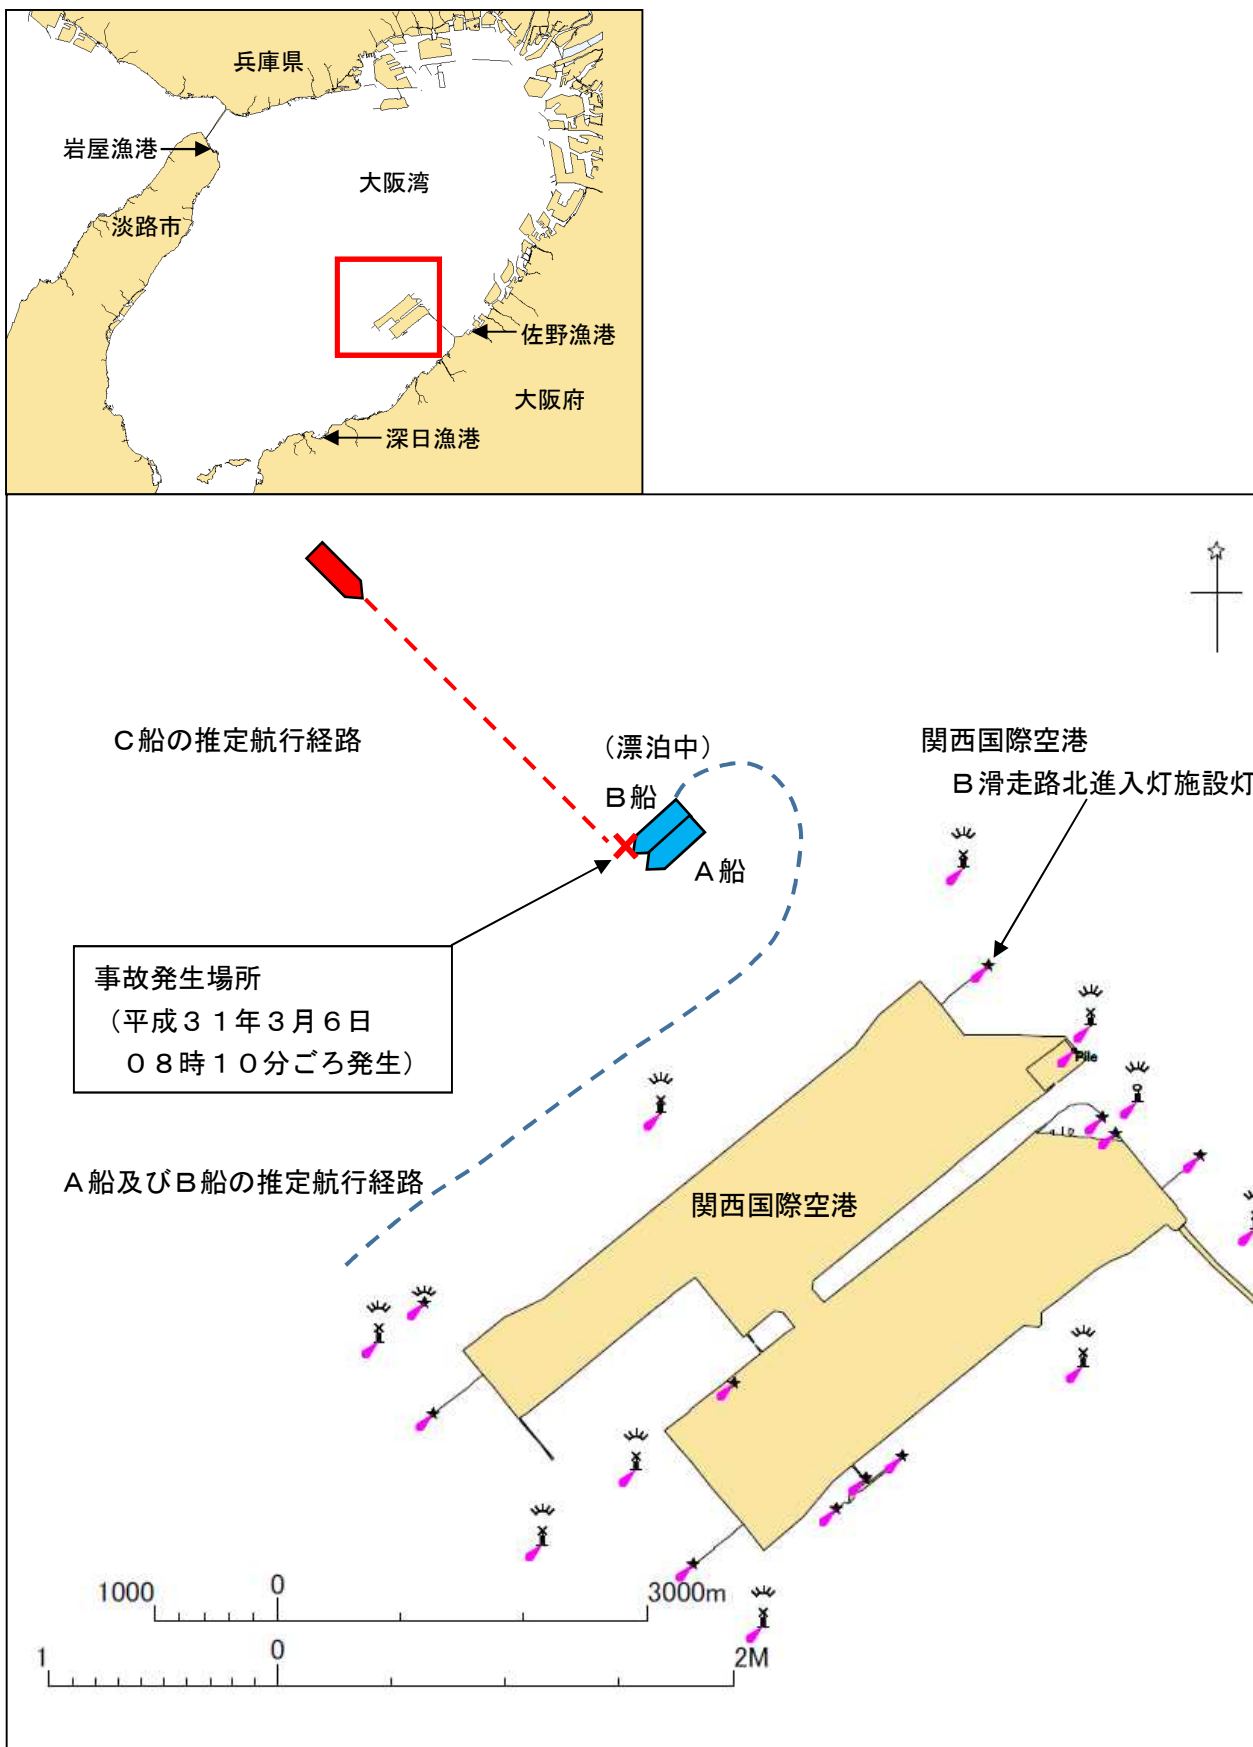 兵庫県
岩屋漁港
大阪湾
淡路市
佐野漁港
大阪府
深日漁港
C船の推定航行経路
（漂泊中）
B船
A船
関西国際空港
B滑走路北進入灯施設灯
事故発生場所
（平成３１年３月６日
０８時１０分ごろ発生）
Pile
A船及びB船の推定航行経路
関西国際空港
1000 0 3000m
1 0 2M